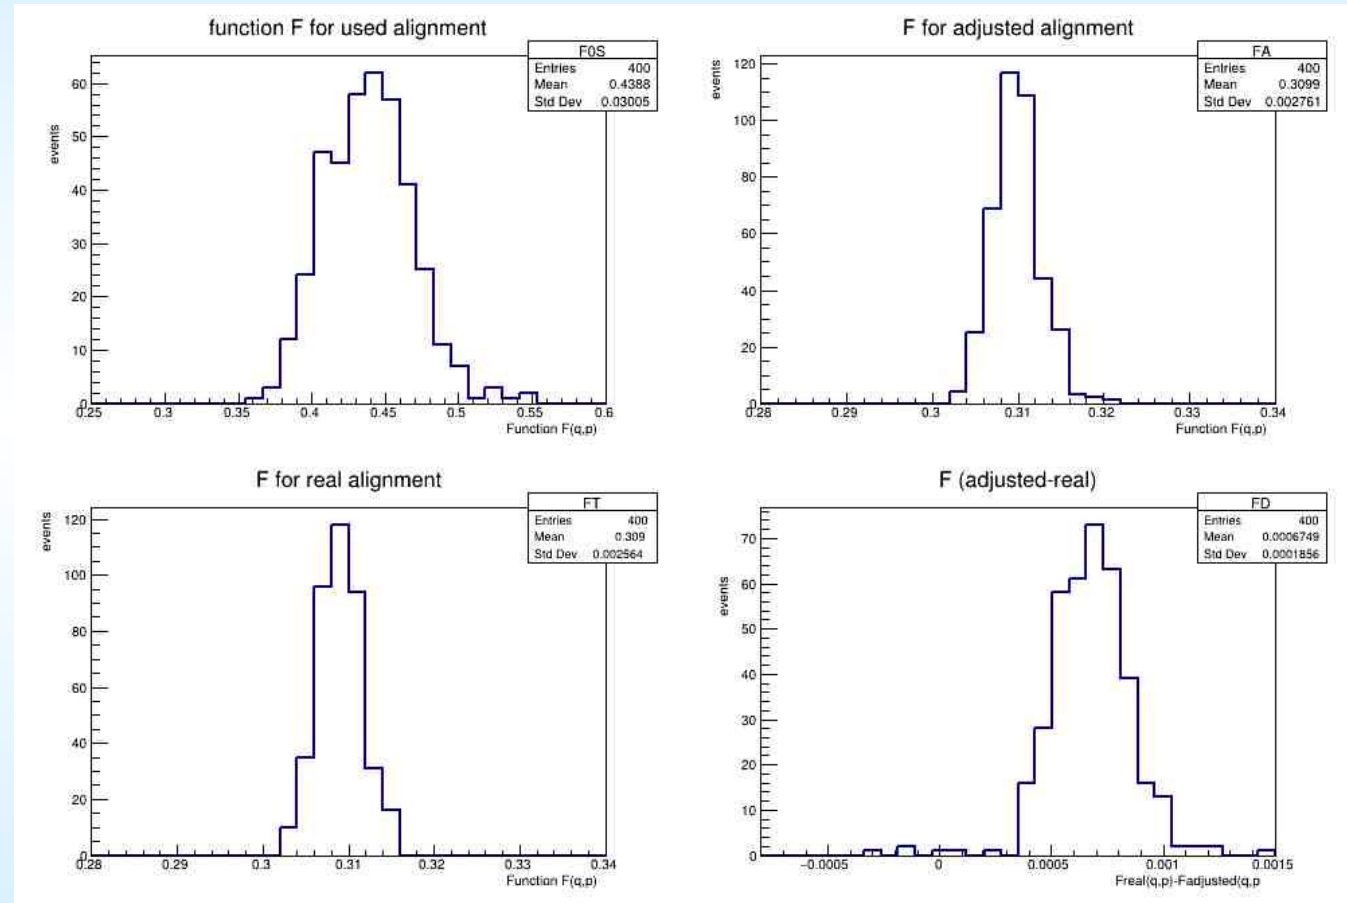 function F for used alignment
F0S
Entries 400
Mean 0.4388
Std Dev 0.03005
events
60
50
40
30
20
10
0
0.25 0.3 0.35 0.4 0.45 0.5 0.55 0.6
Function F(q,p)
F for adjusted alignment
FA
Entries 400
Mean 0.3099
Std Dev 0.002761
events
120
100
80
60
40
20
0
0.28 0.29 0.3 0.31 0.32 0.33 0.34
Function F(q,p)
F for real alignment
FT
Entries 400
Mean 0.309
Std Dev 0.002564
events
120
100
80
60
40
20
0
0.28 0.29 0.3 0.31 0.32 0.33 0.34
Function F(q,p)
F (adjusted-real)
FD
Entries 400
Mean 0.0006749
Std Dev 0.0001856
events
70
60
50
40
30
20
10
0
−0.0005 0 0.0005 0.001 0.0015
Freal(q,p)-Fadjusted(q,p